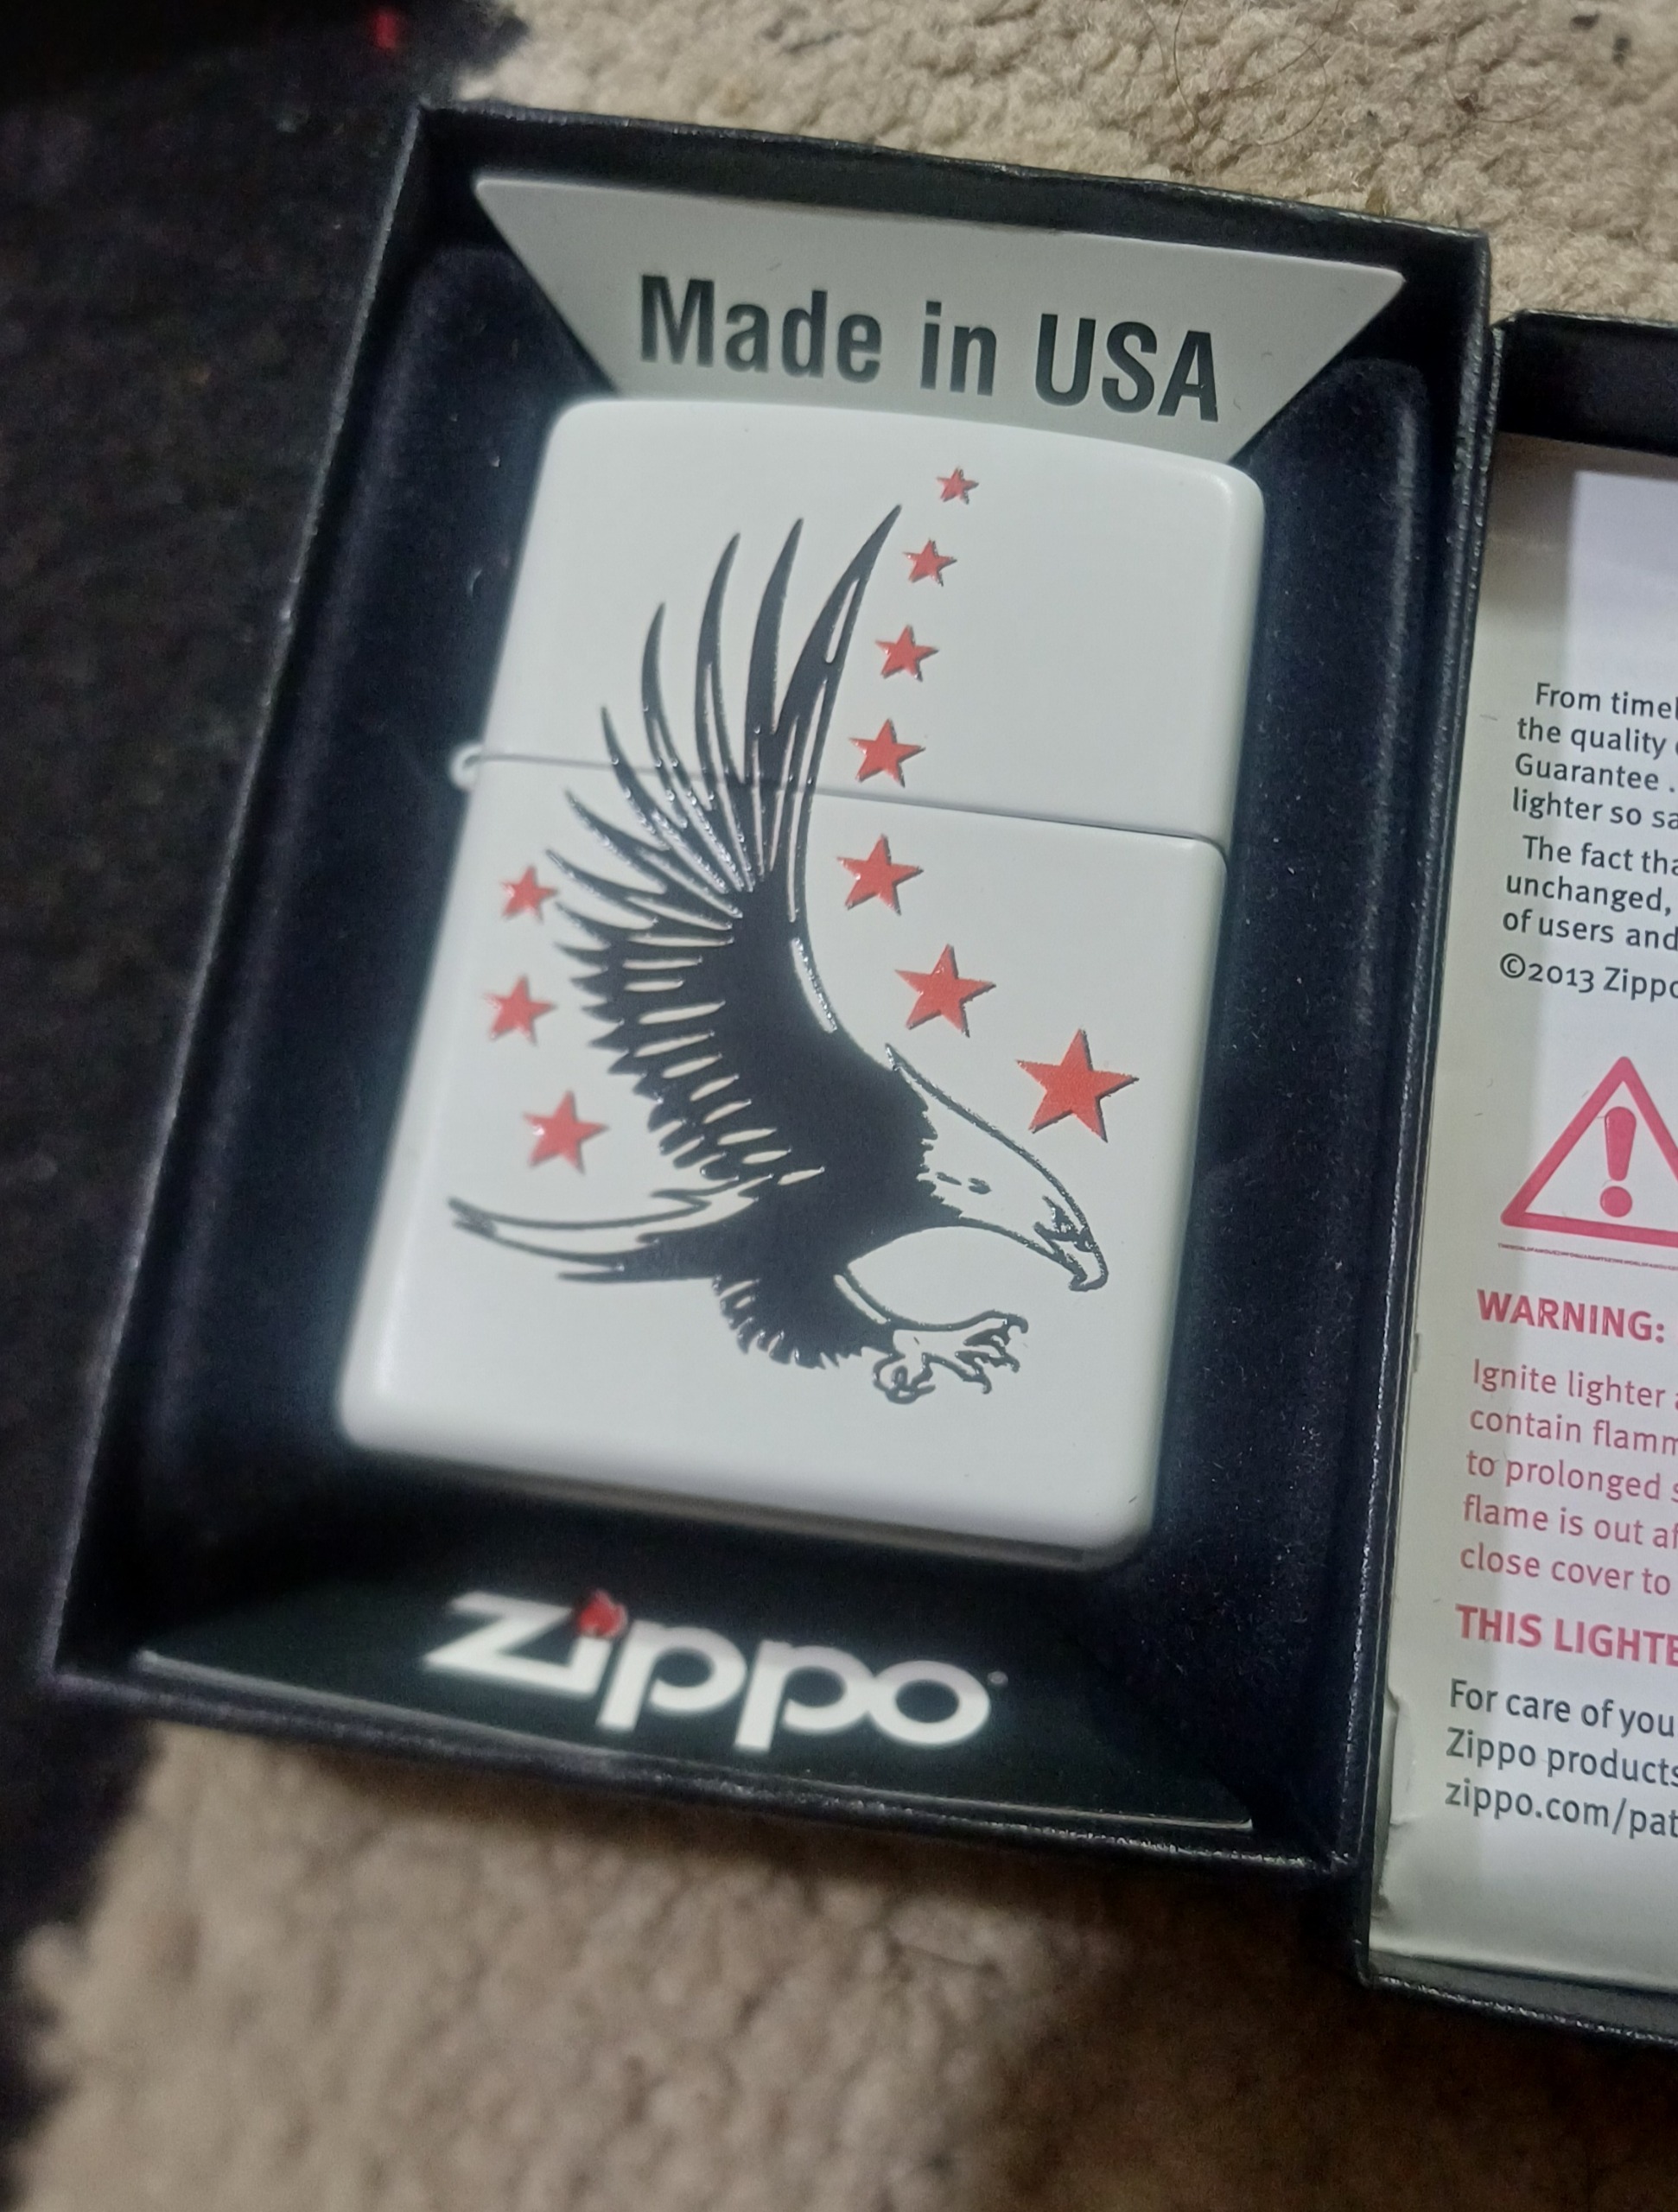 Made in USA
zippo
From timel
the quality
Guarantee .
lighter so sa
The fact tha
unchanged,
of users and
©2013 Zippo
WARNING:
Ignite lighter
contain flamm
to prolonged s
flame is out af
close cover to
THIS LIGHTE
For care of you
Zippo products
zippo.com/pat